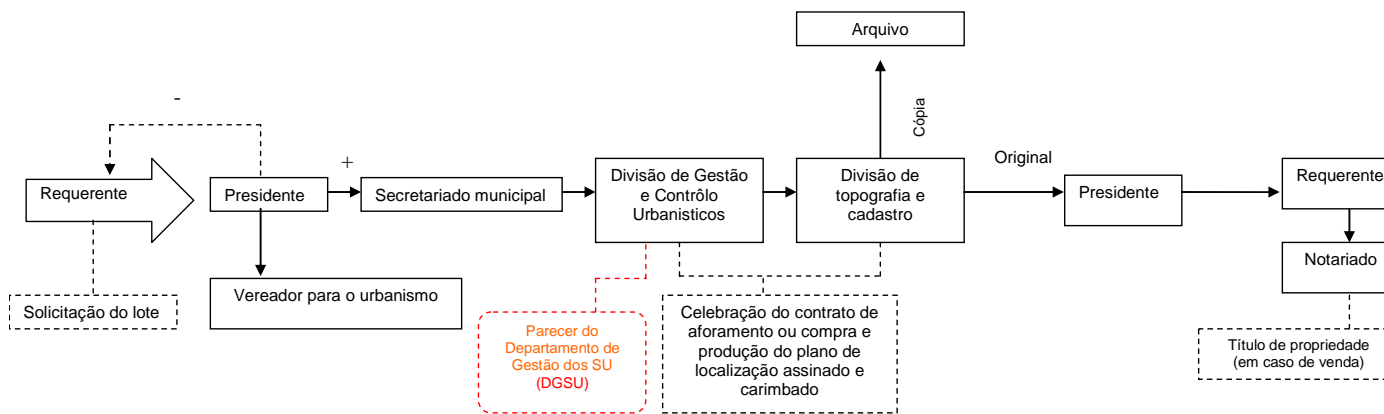 Arquivo
-
Cópia
+
Original
Requerente
Presidente
Secretariado municipal
Divisão de Gestão
e Contrôlo
Urbanisticos
Divisão de
topografia e
cadastro
Presidente
Requerente
Notariado
Vereador para o urbanismo
Solicitação do lote
Parecer do
Departamento de
Gestão dos SU
(DGSU)
Celebração do contrato de
aforamento ou compra e
produção do plano de
localização assinado e
carimbado
Título de propriedade
(em caso de venda)